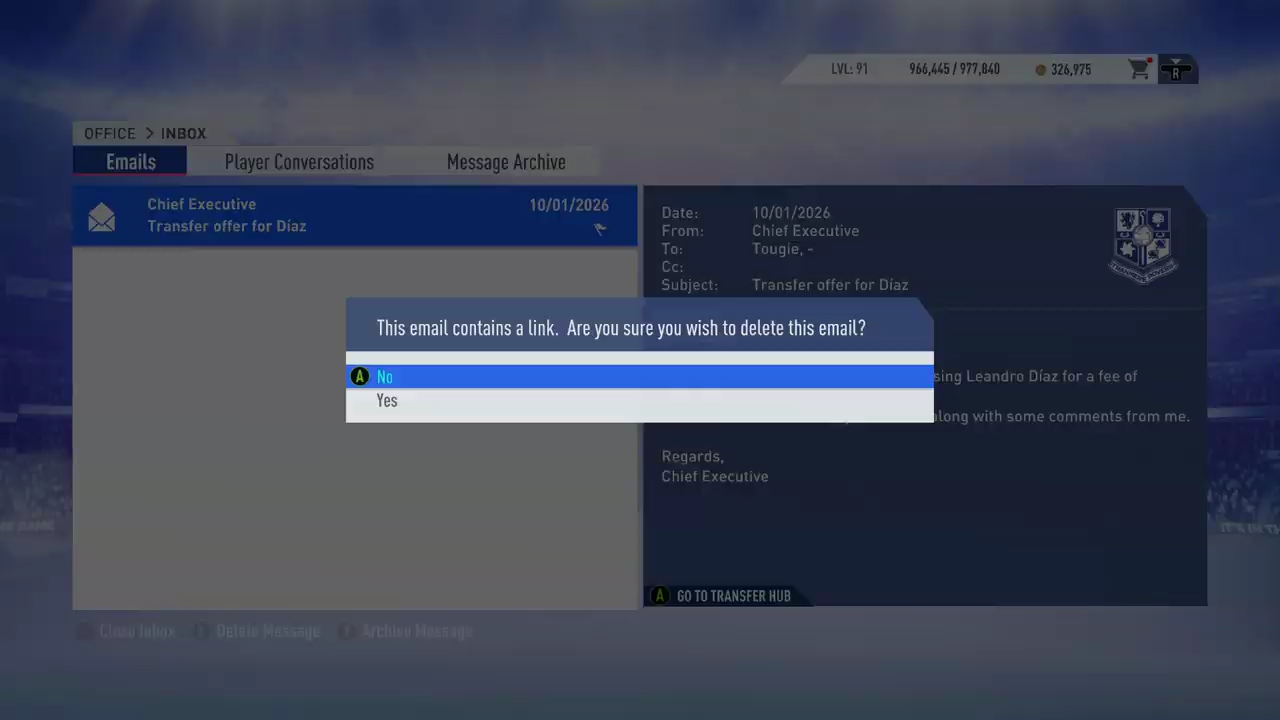 LVL: 91 966,445 / 977,840 326,975
R
OFFICE > INBOX
Emails Player Conversations Message Archive
Chief Executive 10/01/2026
Transfer offer for Díaz
Date: 10/01/2026
From: Chief Executive
To: Tougie, -
Cc:
Subject: Transfer offer for Díaz
TRANMERE ROVERS
This email contains a link. Are you sure you wish to delete this email?
A No
Yes
sing Leandro Díaz for a fee of
along with some comments from me.
Regards,
Chief Executive
A GO TO TRANSFER HUB
Close Inbox Delete Message Archive Message